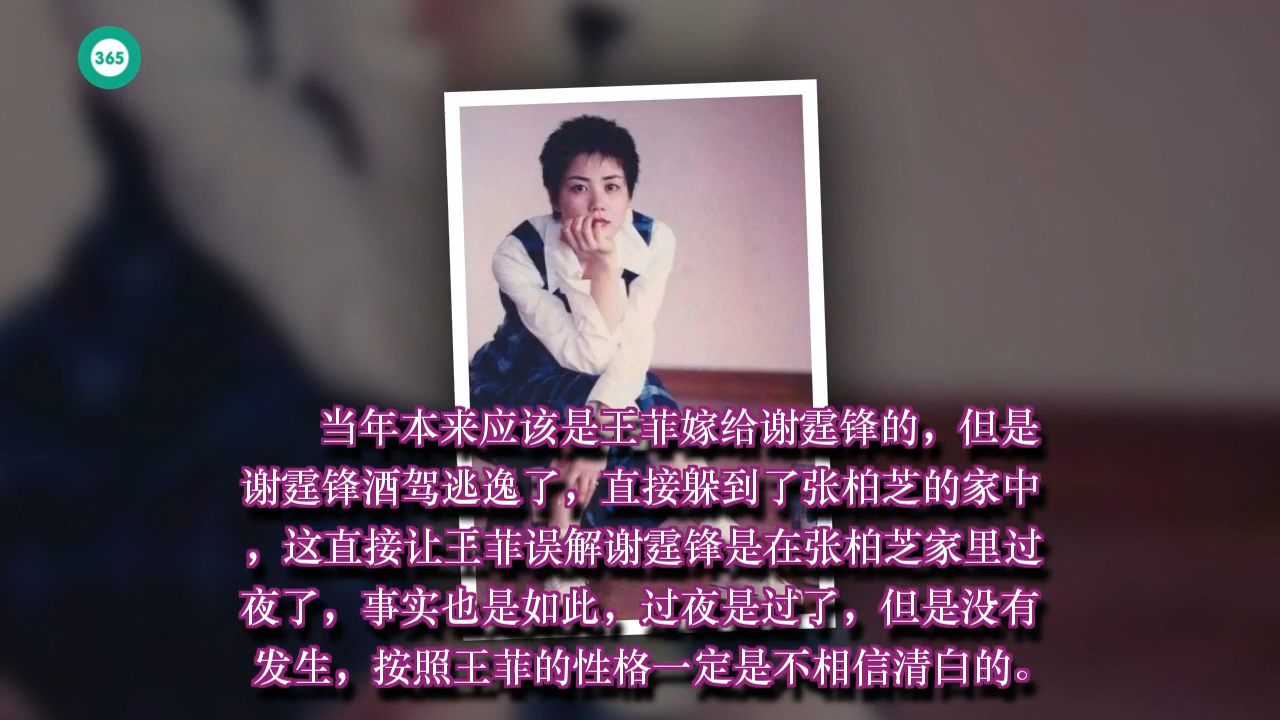 365
当年本来应该是王菲嫁给谢霆锋的，但是
谢霆锋酒驾逃逸了，直接躲到了张柏芝的家中
，这直接让王菲误解谢霆锋是在张柏芝家里过
夜了，事实也是如此，过夜是过了，但是没有
发生，按照王菲的性格一定是不相信清白的。